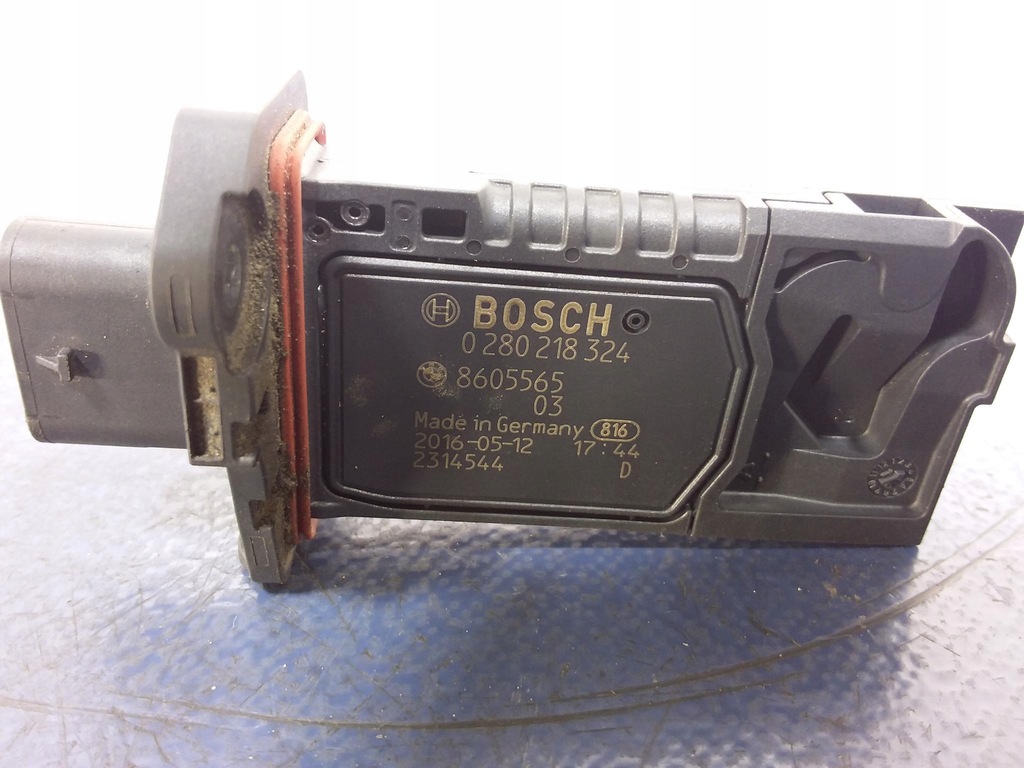 BOSCH
0 280 218 324
8605565
03
Made in Germany 816
2016-05-12 17:44
2314544 D